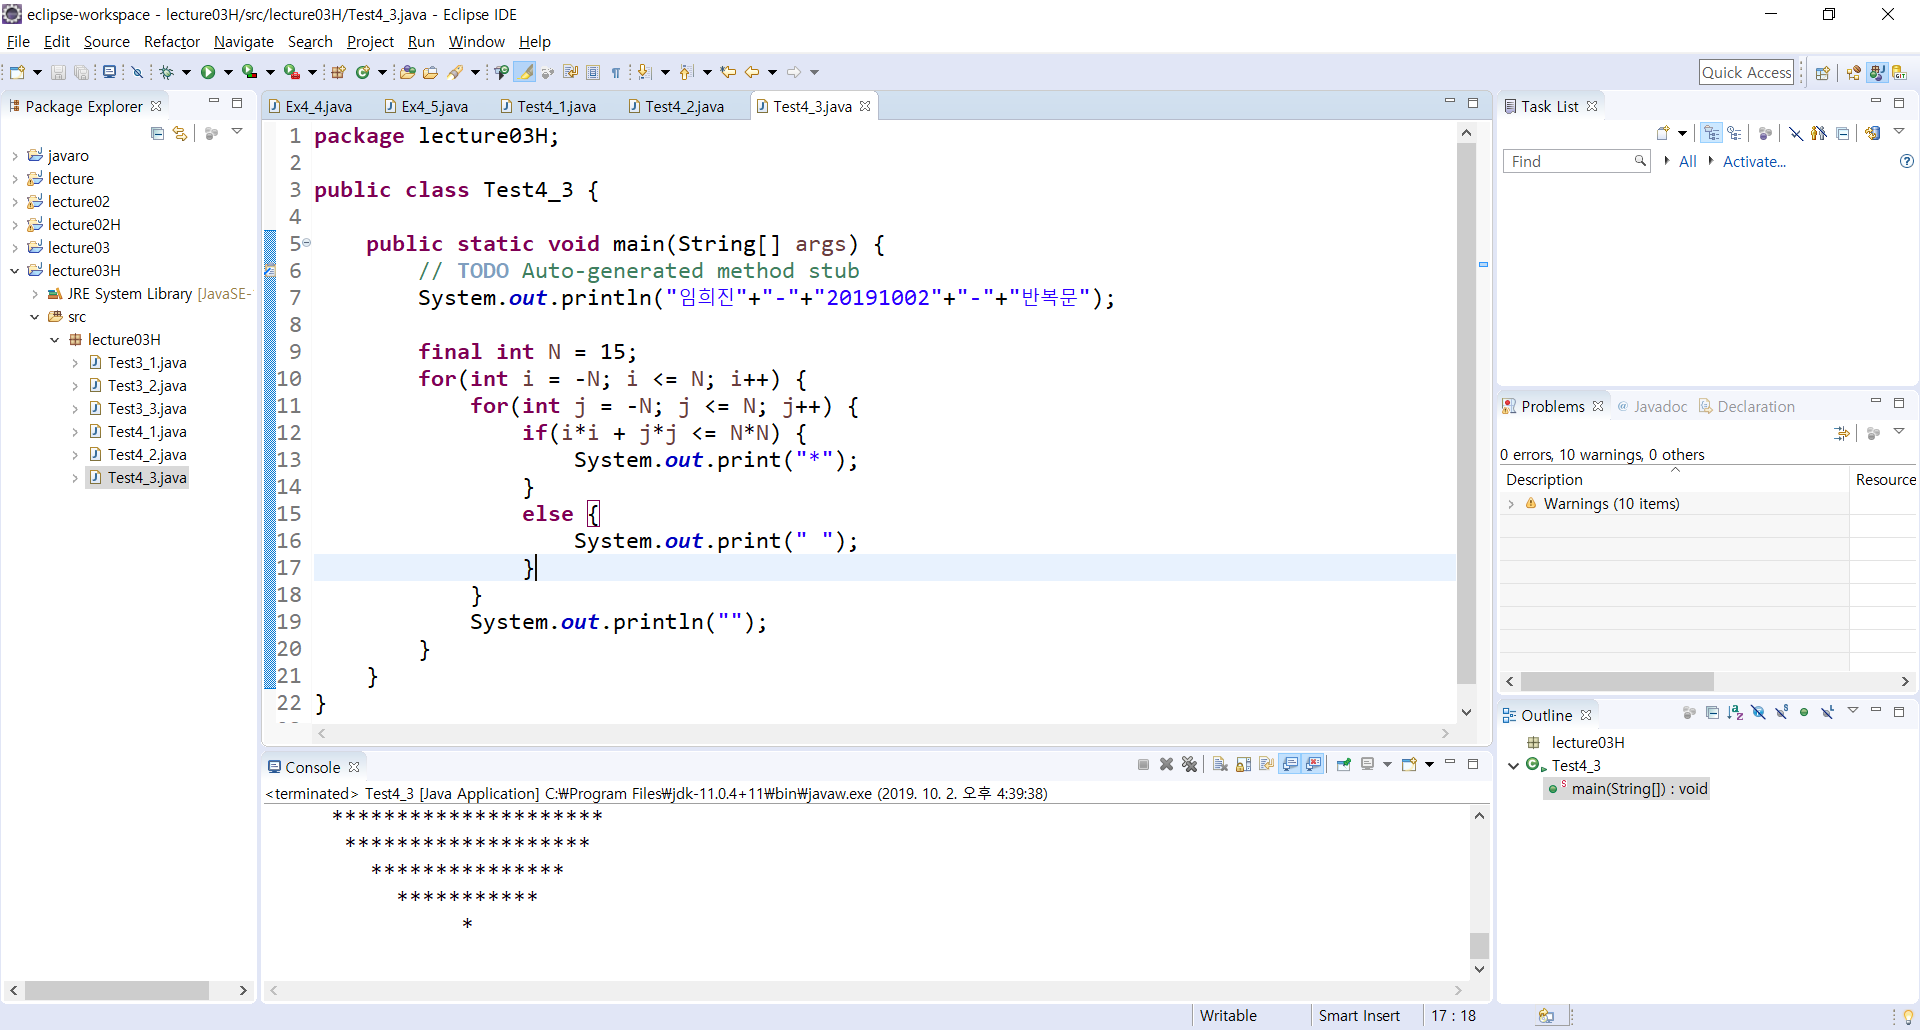 eclipse-workspace - lecture03H/src/lecture03H/Test4_3.java - Eclipse IDE
File Edit Source Refactor Navigate Search Project Run Window Help
Quick Access
Package Explorer
javaro
lecture
lecture02
lecture02H
lecture03
lecture03H
JRE System Library [JavaSE-
src
lecture03H
Test3_1.java
Test3_2.java
Test3_3.java
Test4_1.java
Test4_2.java
Test4_3.java
Ex4_4.java Ex4_5.java Test4_1.java Test4_2.java Test4_3.java
1 package lecture03H;
2
3 public class Test4_3 {
4
5     public static void main(String[] args) {
6         // TODO Auto-generated method stub
7         System.out.println("임희진"+"-"+"20191002"+"-"+"반복문");
8
9         final int N = 15;
10         for(int i = -N; i <= N; i++) {
11             for(int j = -N; j <= N; j++) {
12                 if(i*i + j*j <= N*N) {
13                     System.out.print("*");
14                 }
15                 else {
16                     System.out.print(" ");
17                 }
18             }
19             System.out.println("");
20         }
21     }
22 }
Console
<terminated> Test4_3 [Java Application] C:₩Program Files₩jdk-11.0.4+11₩bin₩javaw.exe (2019. 10. 2. 오후 4:39:38)
*********************
*******************
***************
***********
*
Task List
Find All Activate...
Problems @ Javadoc Declaration
0 errors, 10 warnings, 0 others
Description Resource
Warnings (10 items)
Outline
lecture03H
Test4_3
main(String[]) : void
Writable Smart Insert 17 : 18